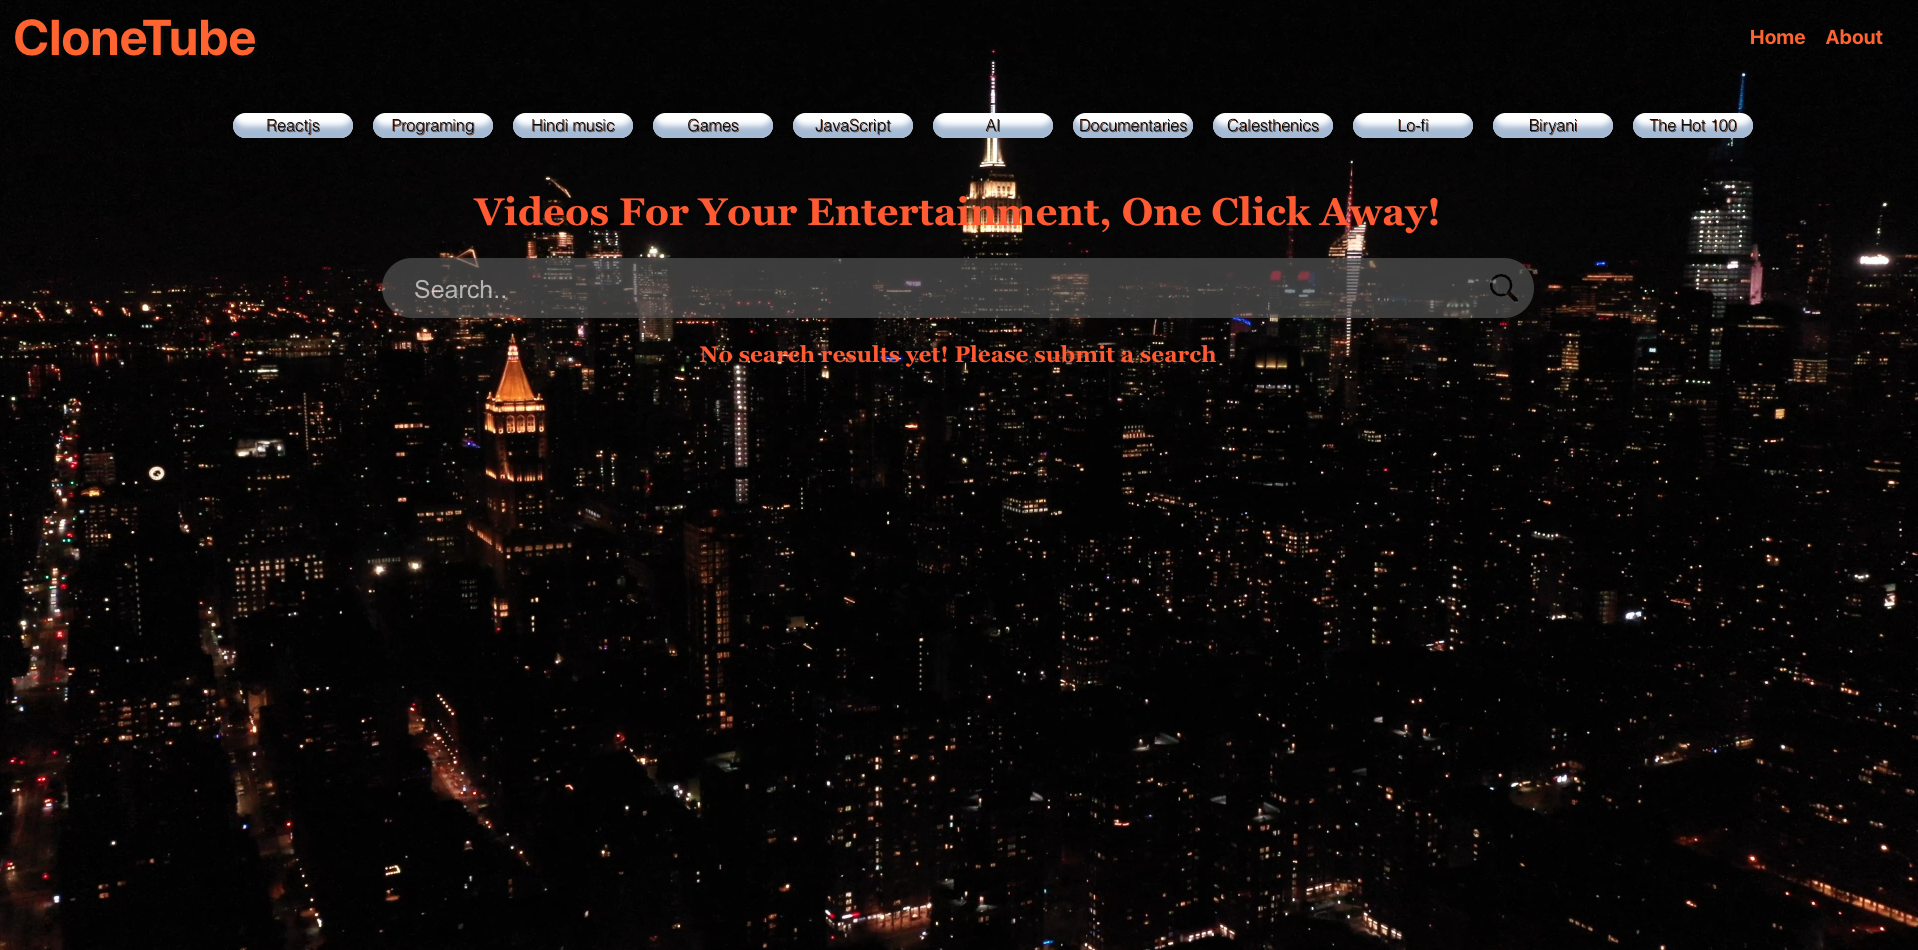 CloneTube
Home About
Reactjs Programing Hindi music Games JavaScript AI Documentaries Calesthenics Lo-fi Biryani The Hot 100
Videos For Your Entertainment, One Click Away!
Search..
No search results yet! Please submit a search